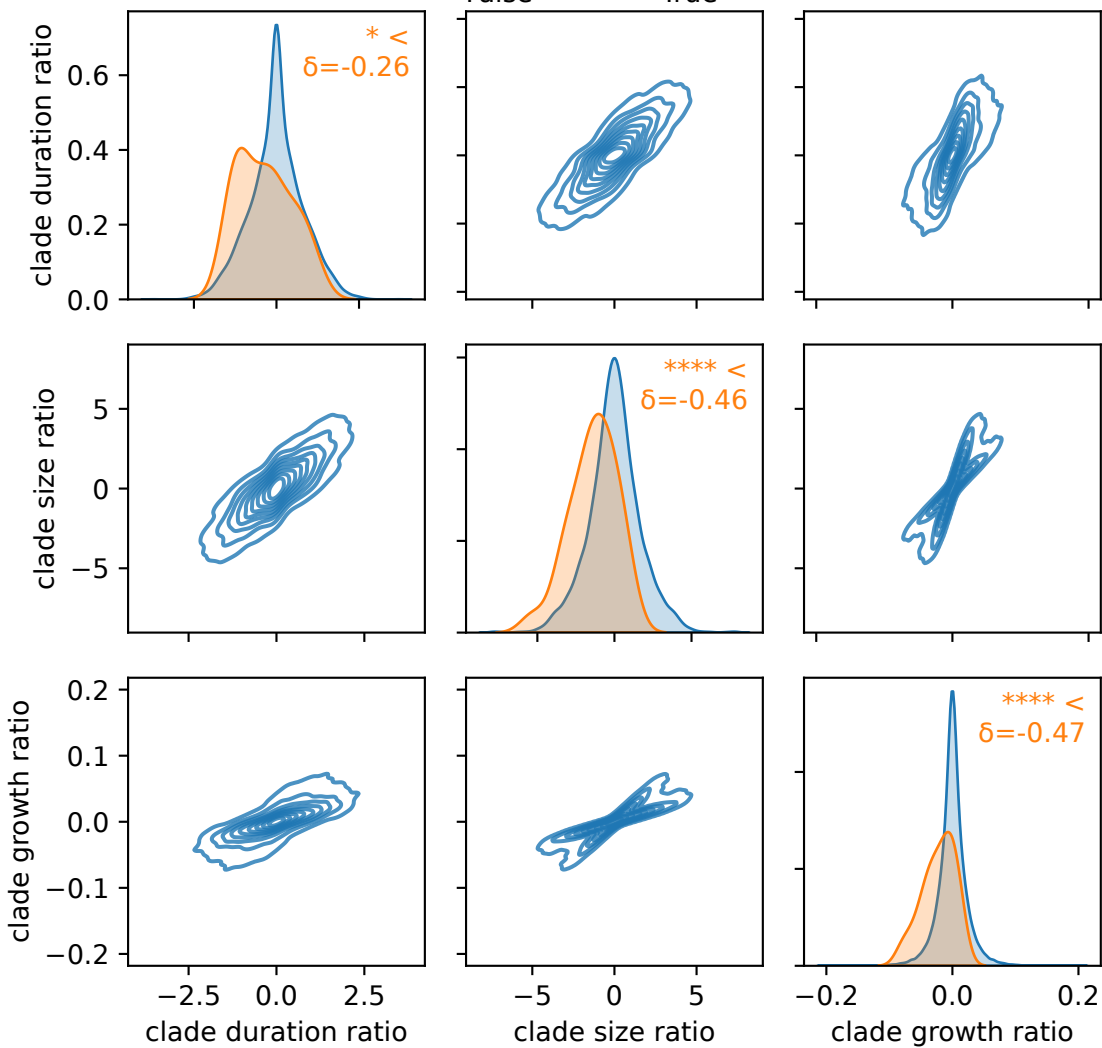 clade duration ratio
0.6
0.4
0.2
0.0
* <
δ=-0.26
clade size ratio
5
0
−5
**** <
δ=-0.46
clade growth ratio
0.2
0.1
0.0
−0.1
−0.2
**** <
δ=-0.47
−2.5 0.0 2.5
clade duration ratio
−5 0 5
clade size ratio
−0.2 0.0 0.2
clade growth ratio